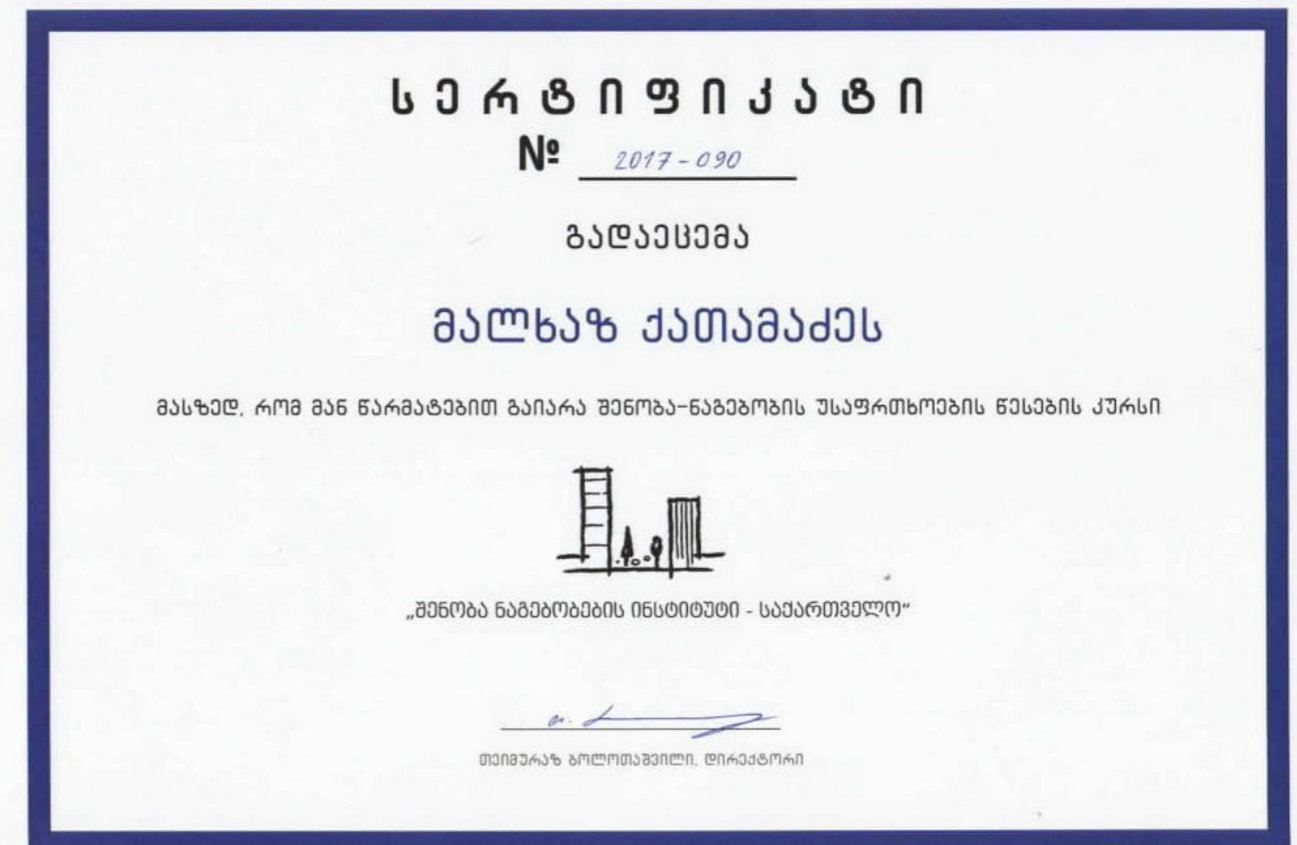 სერტიფიკატი
№ 2017-090
გადაეცემა
მალხაზ ქათამაძეს
მასზედ, რომ მან წარმატებით გაიარა შენობა-ნაგებობის უსაფრთხოების წესების კურსი
„შენობა ნაგებობების ინსტიტუტი - საქართველო“
თეიმურაზ ბოლოთაშვილი, დირექტორი